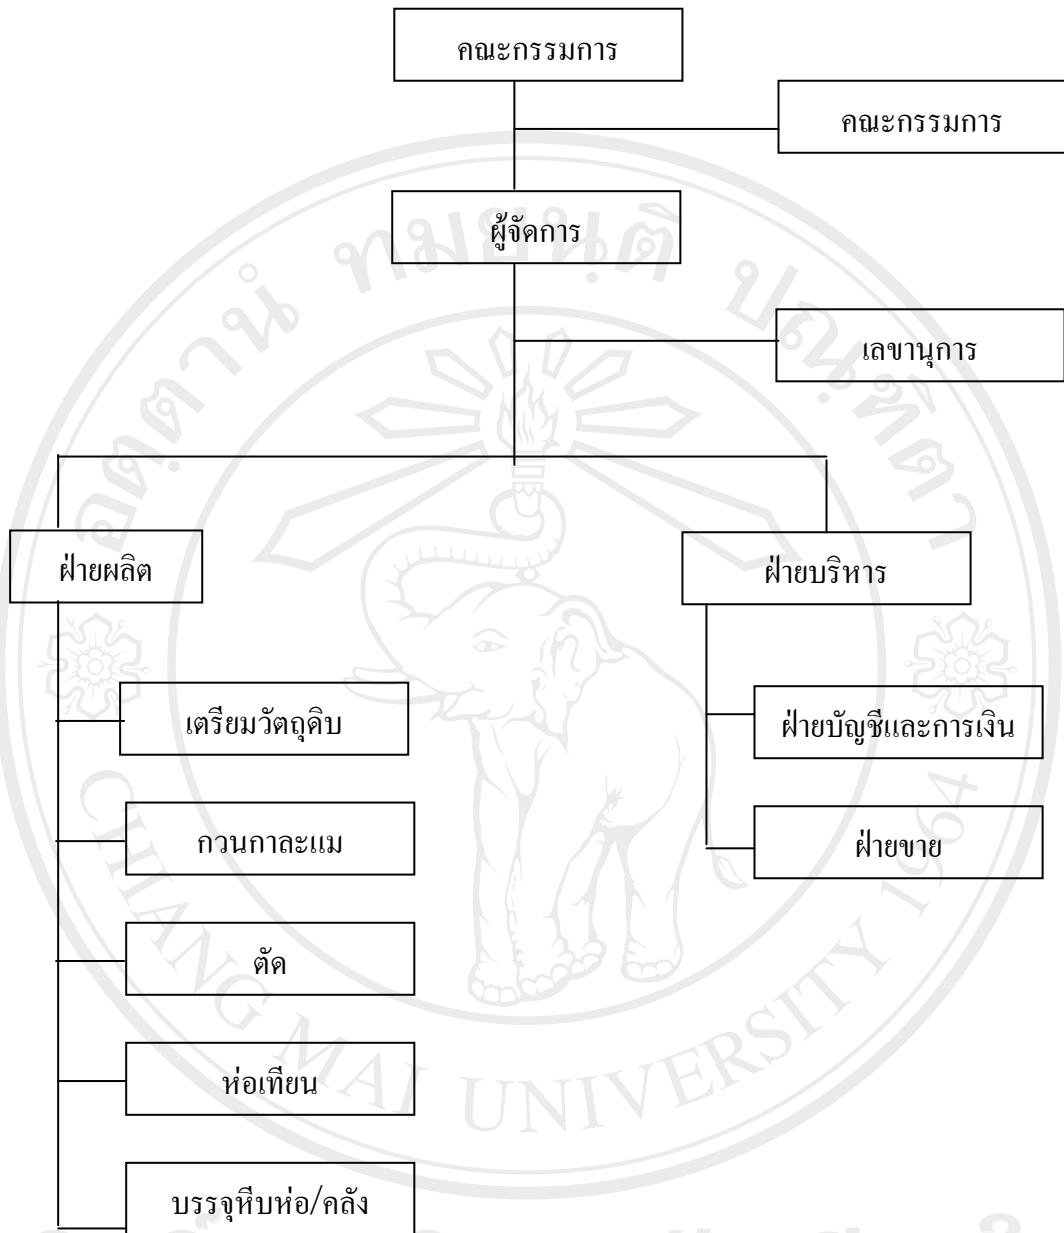 คณะกรรมการ
คณะกรรมการ
ผู้จัดการ
เลขานุการ
ฝ่ายผลิต
ฝ่ายบริหาร
เตรียมวัตถุดิบ
ฝ่ายบัญชีและการเงิน
กวนกาละแม
ฝ่ายขาย
ตัด
ห่อเทียน
บรรจุหีบห่อ/คลัง
CHIANG MAI UNIVERSITY 1964